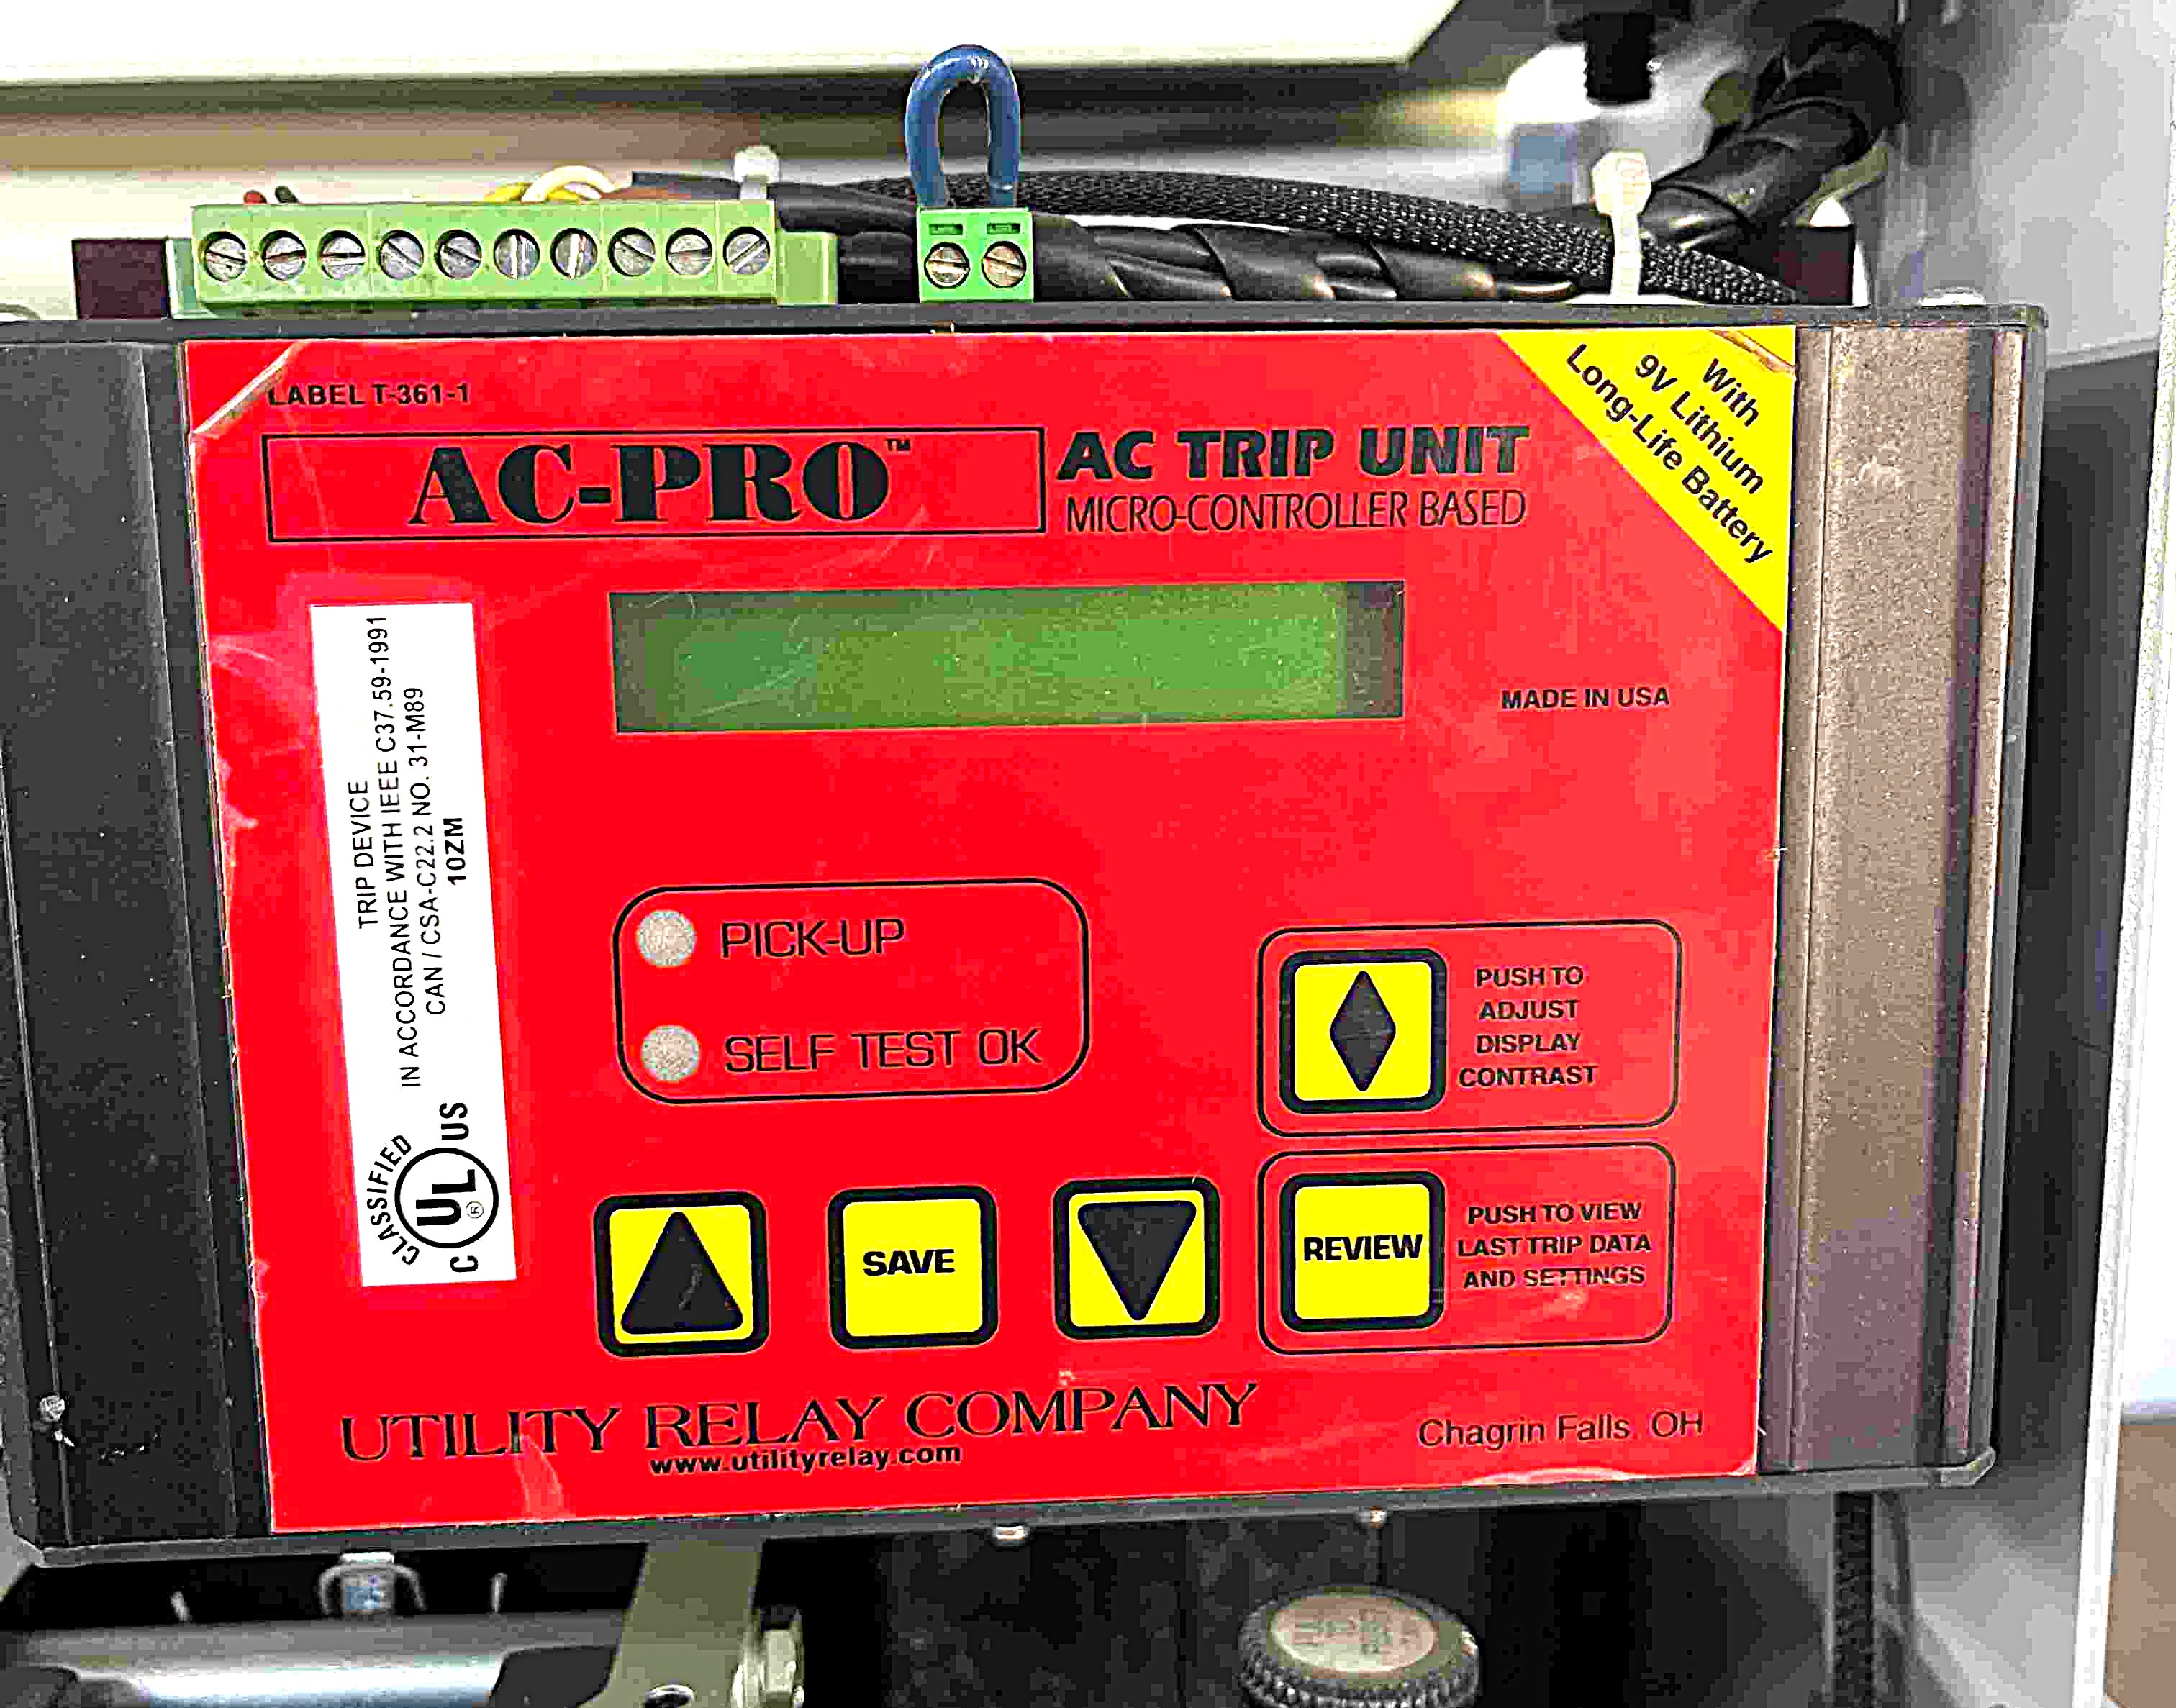 LABEL T-361-1
AC-PRO™
AC TRIP UNIT
MICRO-CONTROLLER BASED
With
9V Lithium
Long-Life Battery
TRIP DEVICE
IN ACCORDANCE WITH IEEE C37.59-1991
CAN / CSA-C22.2 NO. 31-M89
10ZM
CLASSIFIED
C UL® US
MADE IN USA
PICK-UP
SELF TEST OK
PUSH TO
ADJUST
DISPLAY
CONTRAST
SAVE
REVIEW
PUSH TO VIEW
LAST TRIP DATA
AND SETTINGS
UTILITY RELAY COMPANY
www.utilityrelay.com
Chagrin Falls, OH